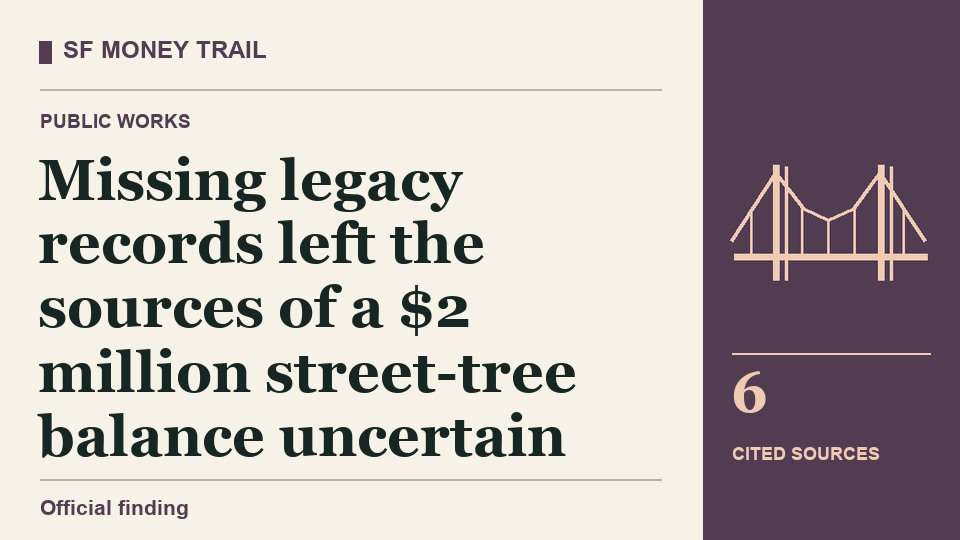 SF MONEY TRAIL
PUBLIC WORKS
Missing legacy
records left the
sources of a $2
million street-tree
balance uncertain
Official finding
6
CITED SOURCES